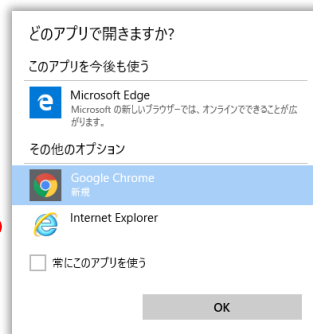 どのアプリで開きますか?
このアプリを今後も使う
Microsoft Edge
Microsoft の新しいブラウザーでは、オンラインでできることが広
がります。
その他のオプション
Google Chrome
新規
Internet Explorer
常にこのアプリを使う
OK